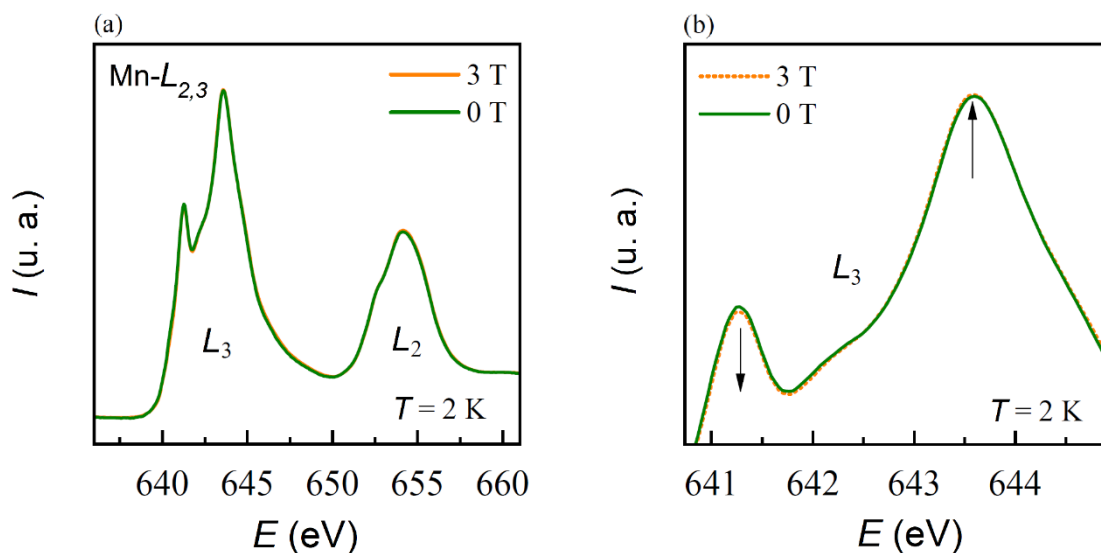 (a)
Mn-L2,3
3 T
0 T
L3
L2
T = 2 K
I (u. a.)
640 645 650 655 660
E (eV)
(b)
3 T
0 T
L3
T = 2 K
I (u. a.)
641 642 643 644
E (eV)